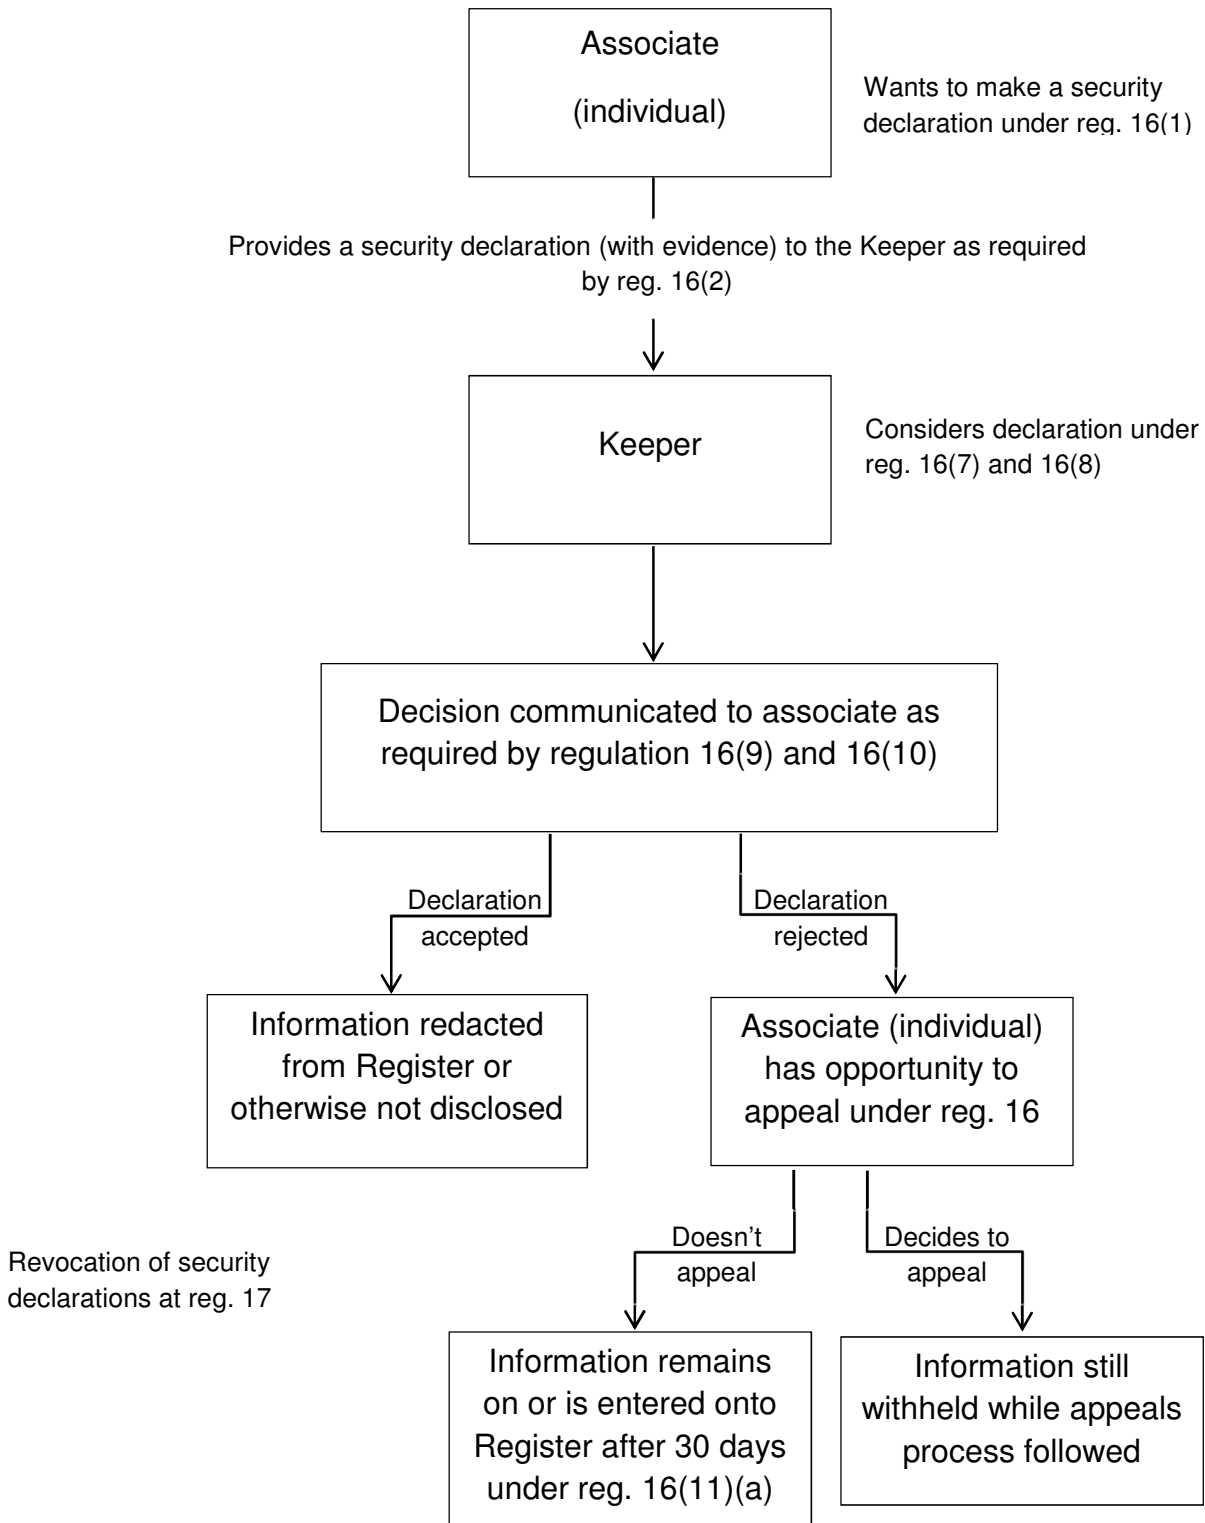 Associate
(individual)
Wants to make a security
declaration under reg. 16(1)
Provides a security declaration (with evidence) to the Keeper as required
by reg. 16(2)
Keeper
Considers declaration under
reg. 16(7) and 16(8)
Decision communicated to associate as
required by regulation 16(9) and 16(10)
Declaration
accepted
Declaration
rejected
Information redacted
from Register or
otherwise not disclosed
Associate (individual)
has opportunity to
appeal under reg. 16
Doesn't
appeal
Decides to
appeal
Revocation of security
declarations at reg. 17
Information remains
on or is entered onto
Register after 30 days
under reg. 16(11)(a)
Information still
withheld while appeals
process followed